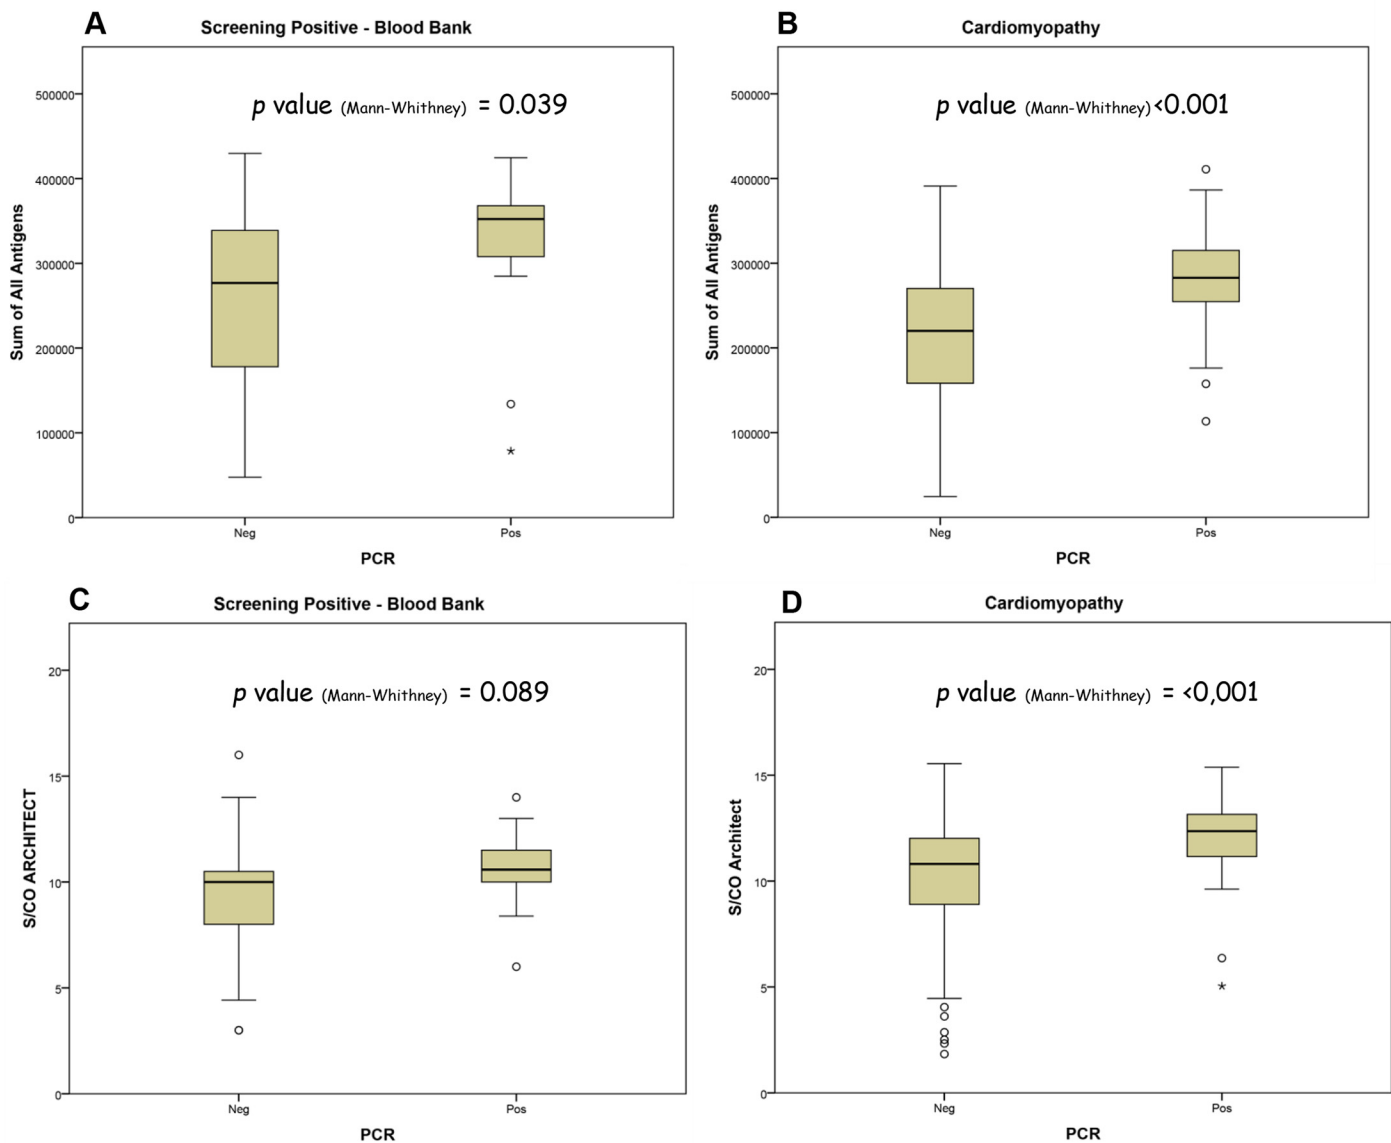 A
Screening Positive - Blood Bank
p value (Mann-Whithney) = 0.039
Sum of All Antigens
500000
400000
300000
200000
100000
0
Neg
Pos
PCR
B
Cardiomyopathy
p value (Mann-Whithney) <0.001
Sum of All Antigens
500000
400000
300000
200000
100000
0
Neg
Pos
PCR
C
Screening Positive - Blood Bank
p value (Mann-Whithney) = 0.089
S/CO ARCHITECT
20
15
10
5
0
Neg
Pos
PCR
D
Cardiomyopathy
p value (Mann-Whithney) = <0,001
S/CO Architect
20
15
10
5
0
Neg
Pos
PCR